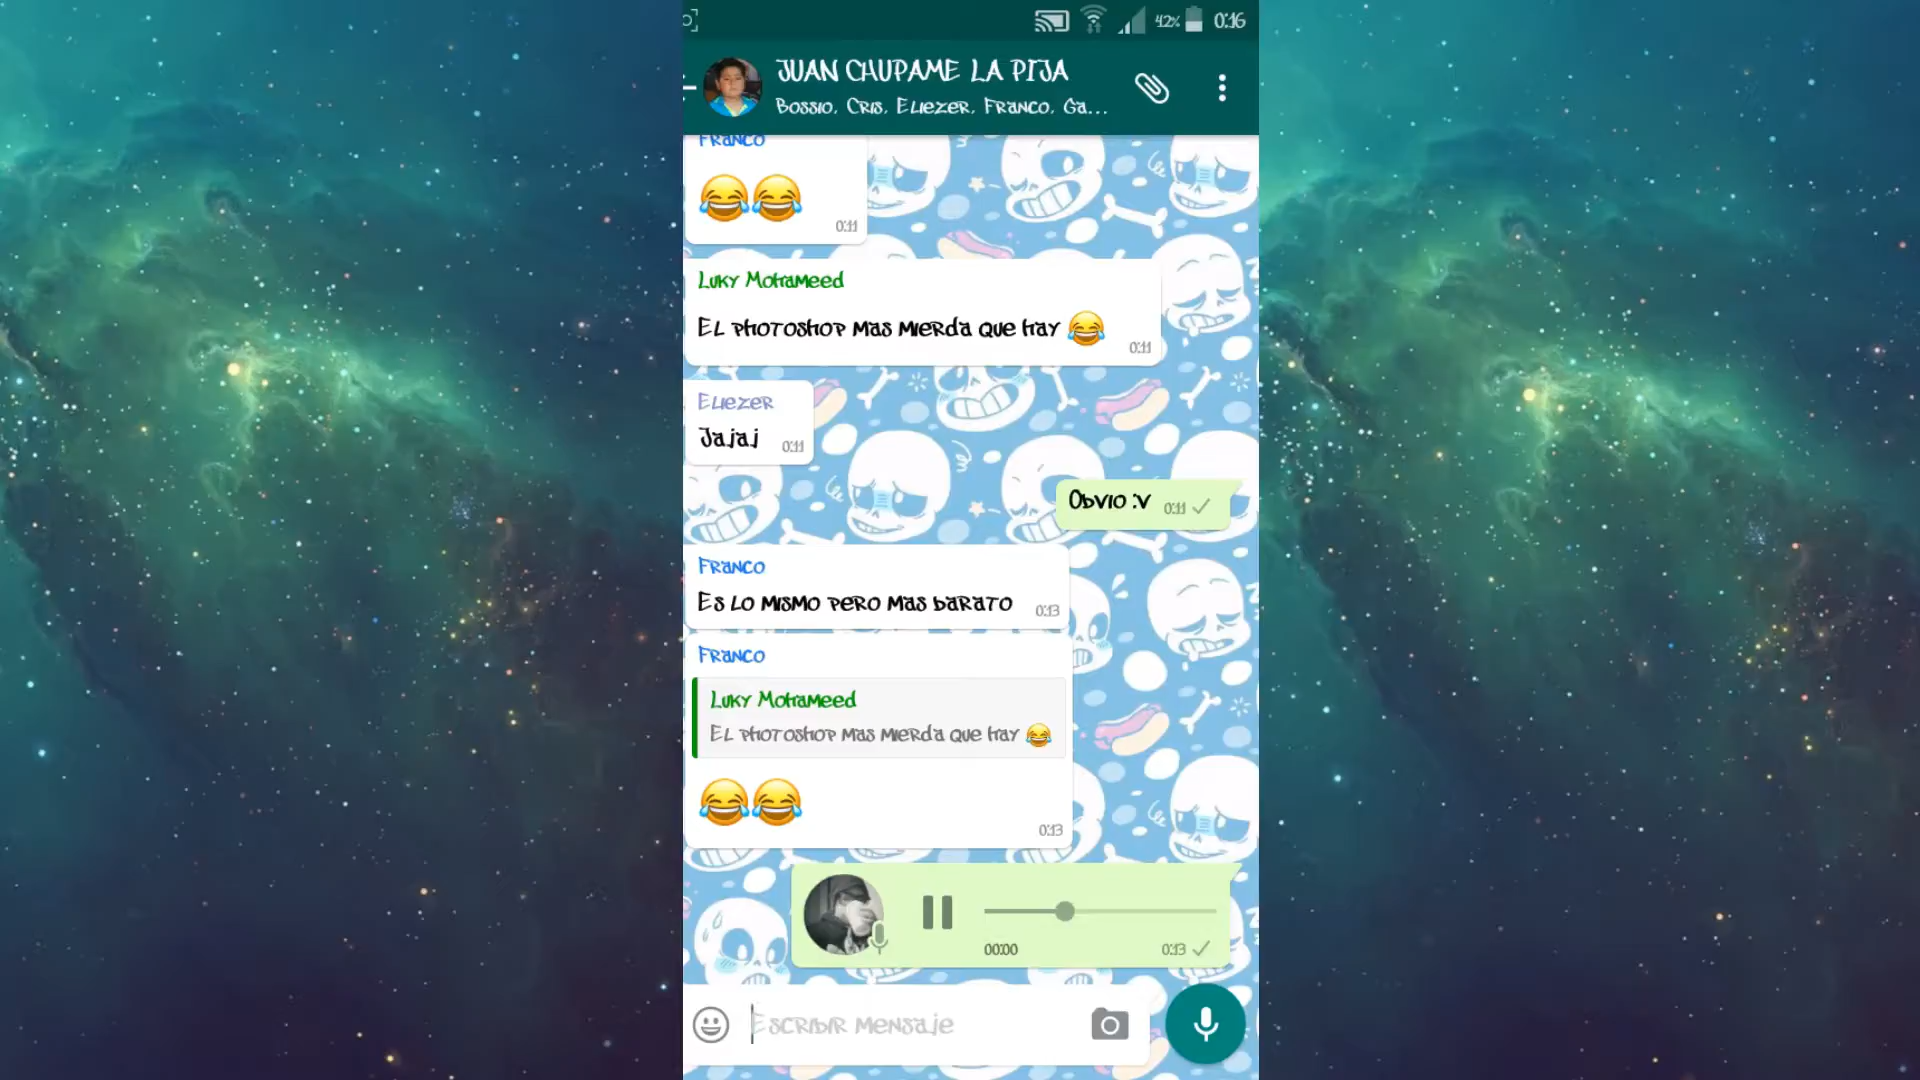 42% 0:16
JUAN CHUPAME LA PIJA
Bossio, Cris, Eliezer, Franco, Ga...
Franco
0:11
Luky Mohameed
El photoshop mas mierda que hay 😂
0:11
Eliezer
Jajaj 0:11
Obvio :v 0:11
Franco
Es lo mismo pero mas barato 0:13
Franco
Luky Mohameed
El photoshop mas mierda que hay 😂
0:13
00:00 0:13
Escribir mensaje